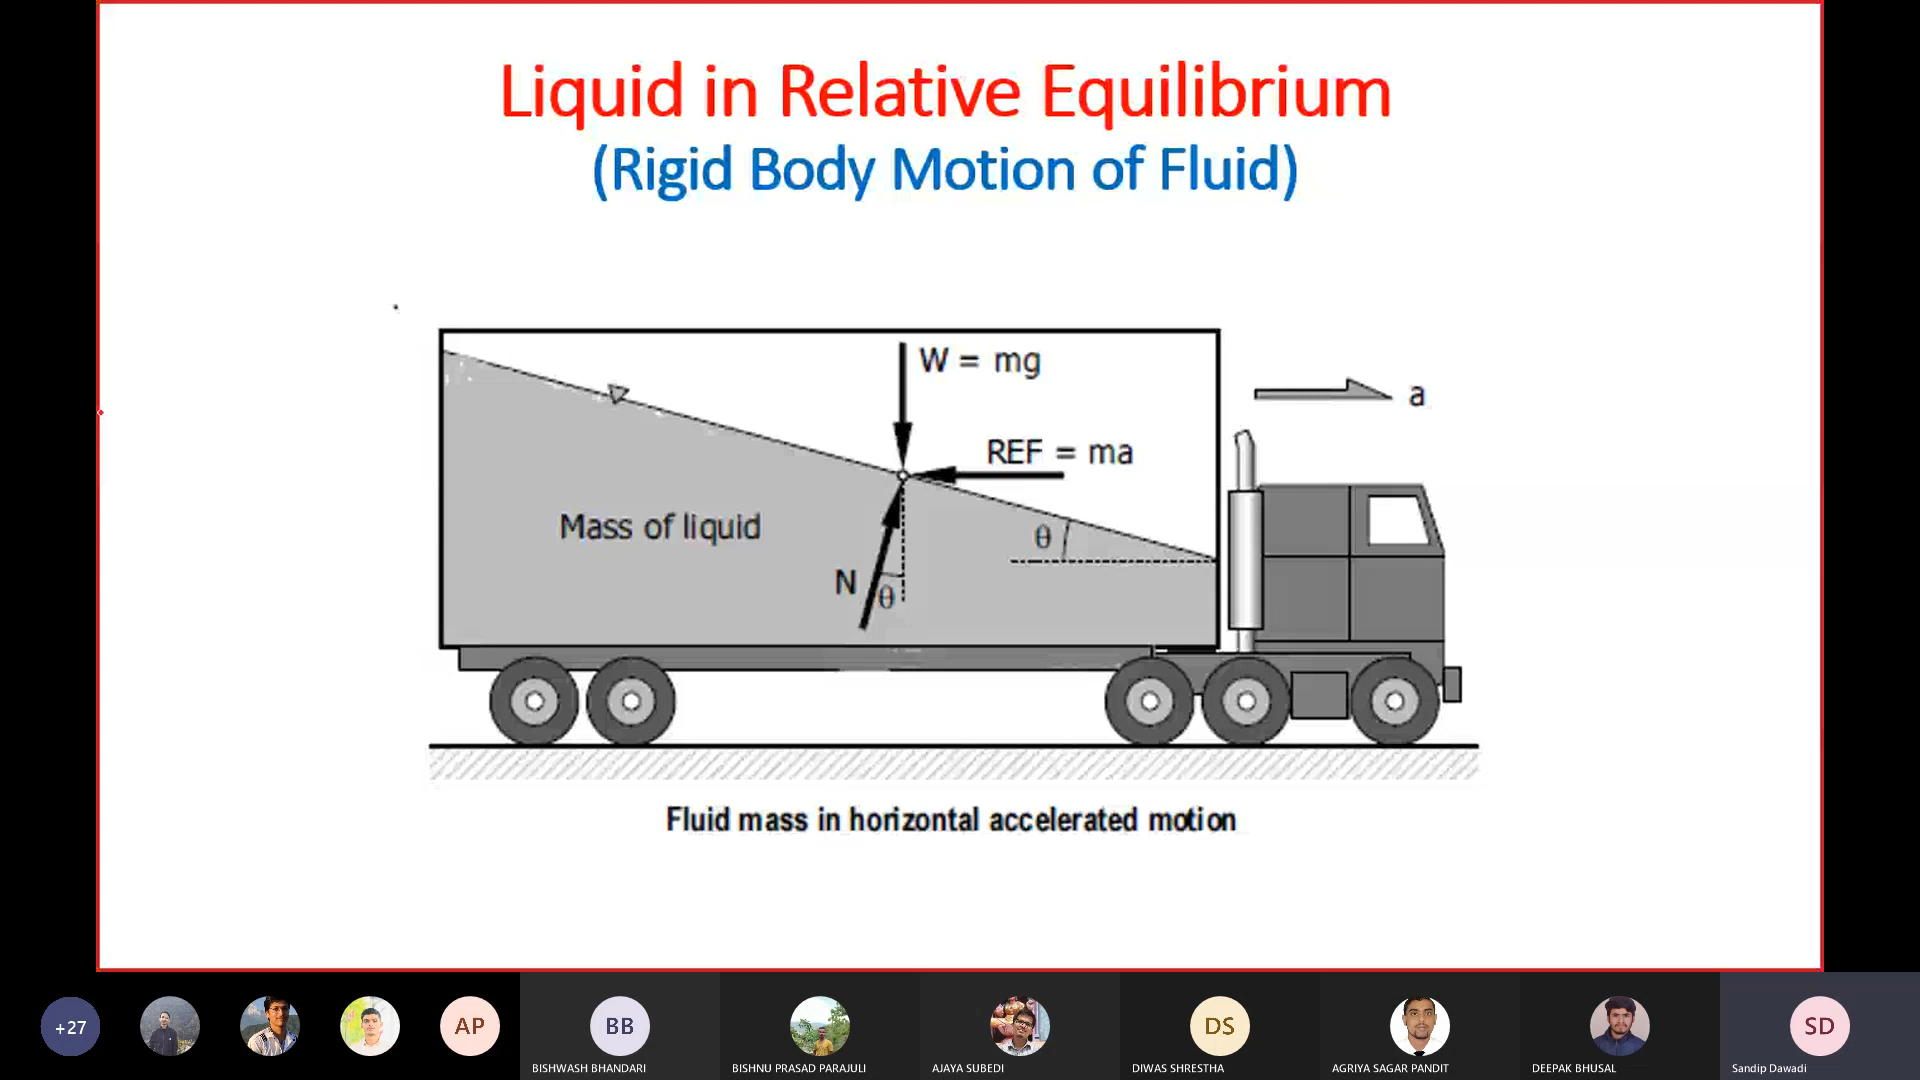 Liquid in Relative Equilibrium
(Rigid Body Motion of Fluid)
W = mg
a
REF = ma
Mass of liquid
θ
N
θ
Fluid mass in horizontal accelerated motion
+27
AP
BB
DS
SD
BISHWASH BHANDARI
BISHNU PRASAD PARAJULI
AJAYA SUBEDI
DIWAS SHRESTHA
AGRIYA SAGAR PANDIT
DEEPAK BHUSAL
Sandip Dawadi